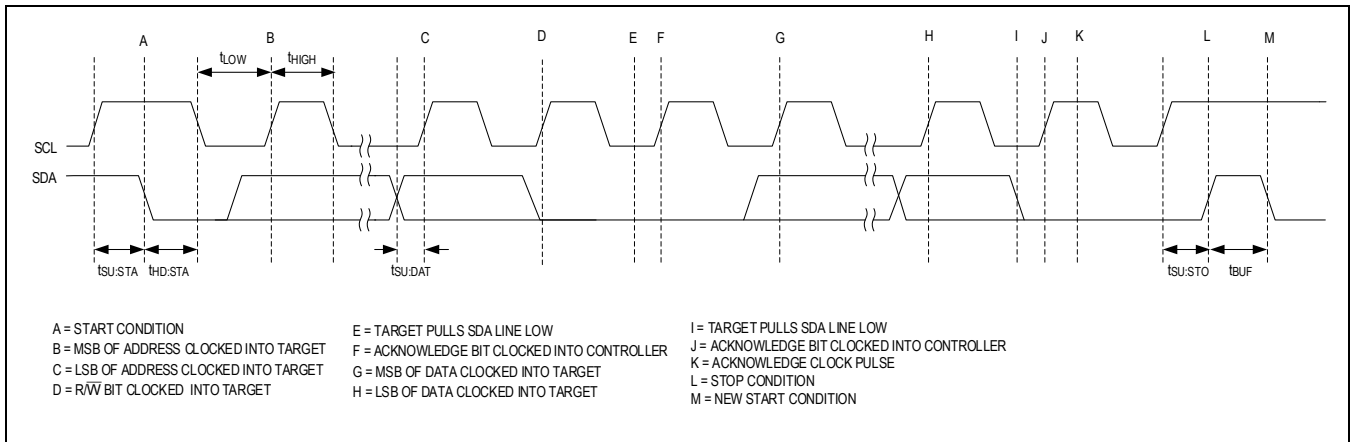 A B C D E F G H I J K L M
tLOW tHIGH
SCL
SDA
tSU:STA tHD:STA tSU:DAT tSU:STO tBUF
A = START CONDITION
B = MSB OF ADDRESS CLOCKED INTO TARGET
C = LSB OF ADDRESS CLOCKED INTO TARGET
D = R/W̅ BIT CLOCKED INTO TARGET
E = TARGET PULLS SDA LINE LOW
F = ACKNOWLEDGE BIT CLOCKED INTO CONTROLLER
G = MSB OF DATA CLOCKED INTO TARGET
H = LSB OF DATA CLOCKED INTO TARGET
I = TARGET PULLS SDA LINE LOW
J = ACKNOWLEDGE BIT CLOCKED INTO CONTROLLER
K = ACKNOWLEDGE CLOCK PULSE
L = STOP CONDITION
M = NEW START CONDITION